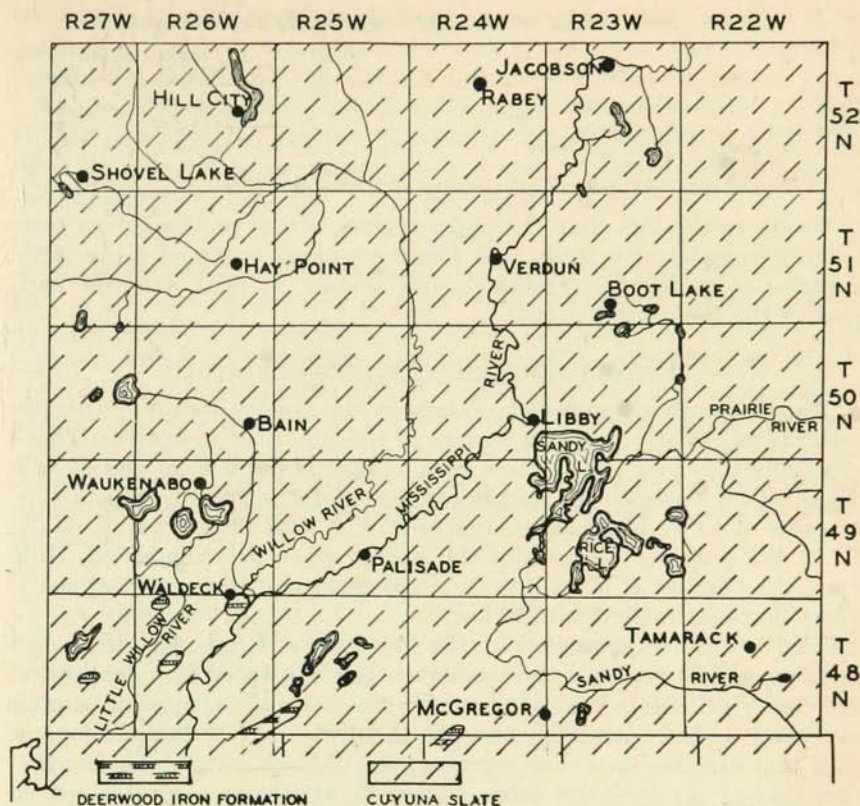 R27W R26W R25W R24W R23W R22W
JACOBSON
RABEY
HILL CITY
T
52
N
SHOVEL LAKE
HAY POINT
VERDUN
T
51
N
BOOT LAKE
RIVER
T
50
N
LIBBY
PRAIRIE
RIVER
BAIN
SANDY
L.
WAUKENABO
MISSISSIPPI
WILLOW RIVER
T
49
N
RICE
L.
PALISADE
WALDECK
LITTLE WILLOW
RIVER
TAMARACK
T
48
N
SANDY RIVER
MCGREGOR
DEERWOOD IRON FORMATION
CUYUNA SLATE